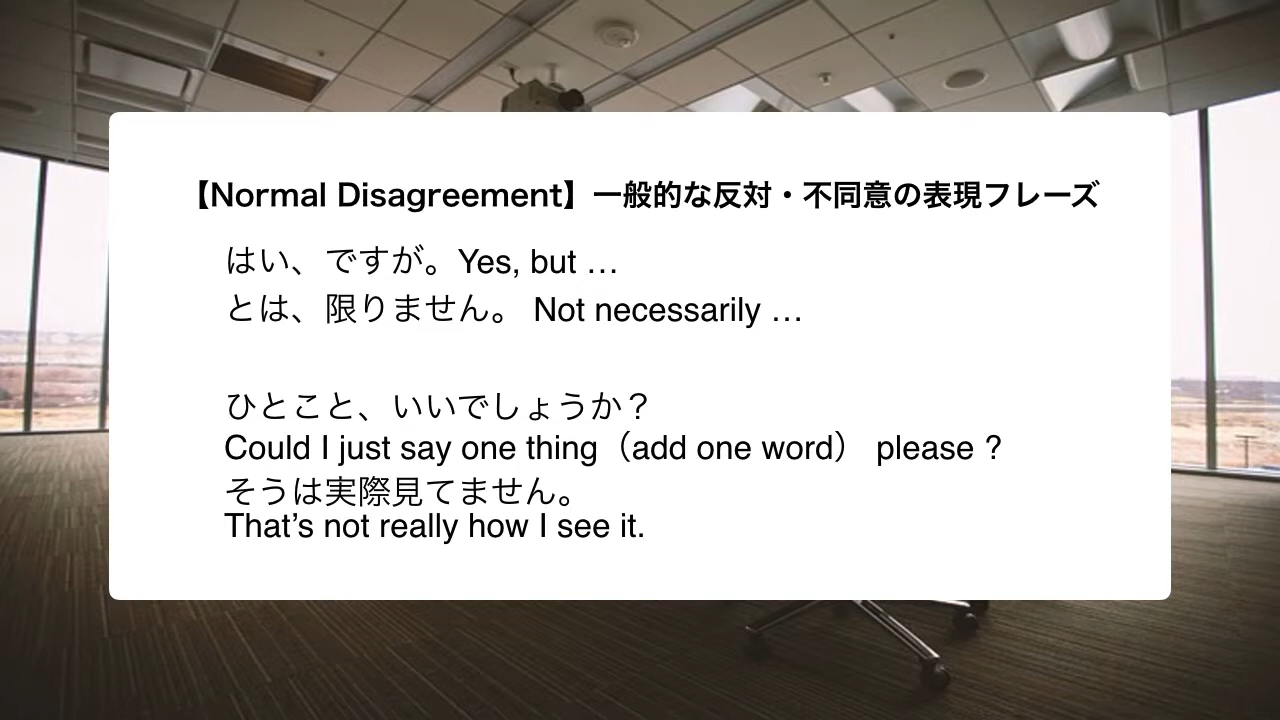 【Normal Disagreement】一般的な反対・不同意の表現フレーズ
はい、ですが。Yes, but …
とは、限りません。 Not necessarily …
ひとこと、いいでしょうか？
Could I just say one thing（add one word） please ?
そうは実際見てません。
That’s not really how I see it.